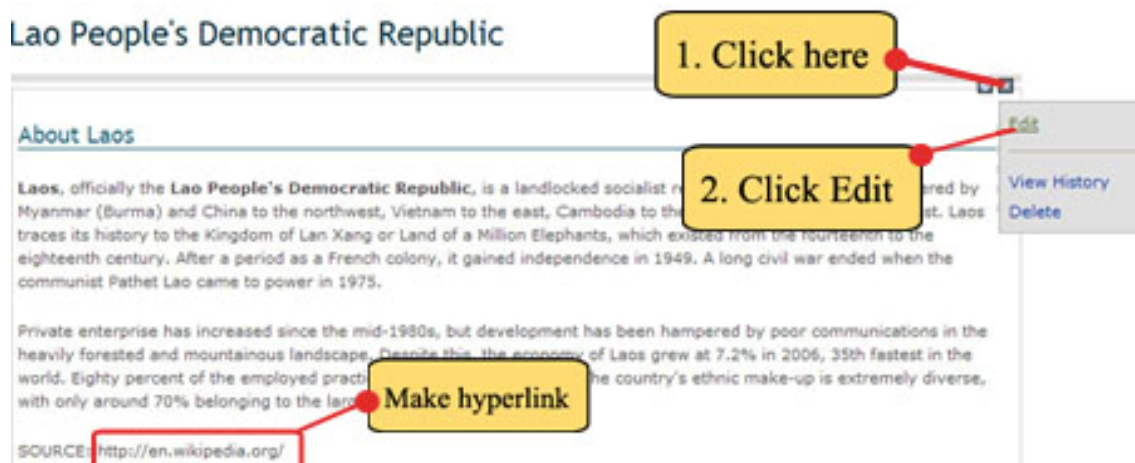 Lao People's Democratic Republic
1. Click here
About Laos
Edit
2. Click Edit
View History
Delete
Laos, officially the Lao People's Democratic Republic, is a landlocked socialist ered by
Myanmar (Burma) and China to the northwest, Vietnam to the east, Cambodia to the st. Laos
traces its history to the Kingdom of Lan Xang or Land of a Million Elephants, which existed from the fourteenth to the
eighteenth century. After a period as a French colony, it gained independence in 1949. A long civil war ended when the
communist Pathet Lao came to power in 1975.
Private enterprise has increased since the mid-1980s, but development has been hampered by poor communications in the
heavily forested and mountainous landscape. Despite this, the economy of Laos grew at 7.2% in 2006, 35th fastest in the
world. Eighty percent of the employed practi he country's ethnic make-up is extremely diverse,
with only around 70% belonging to the lar
Make hyperlink
SOURCE: http://en.wikipedia.org/